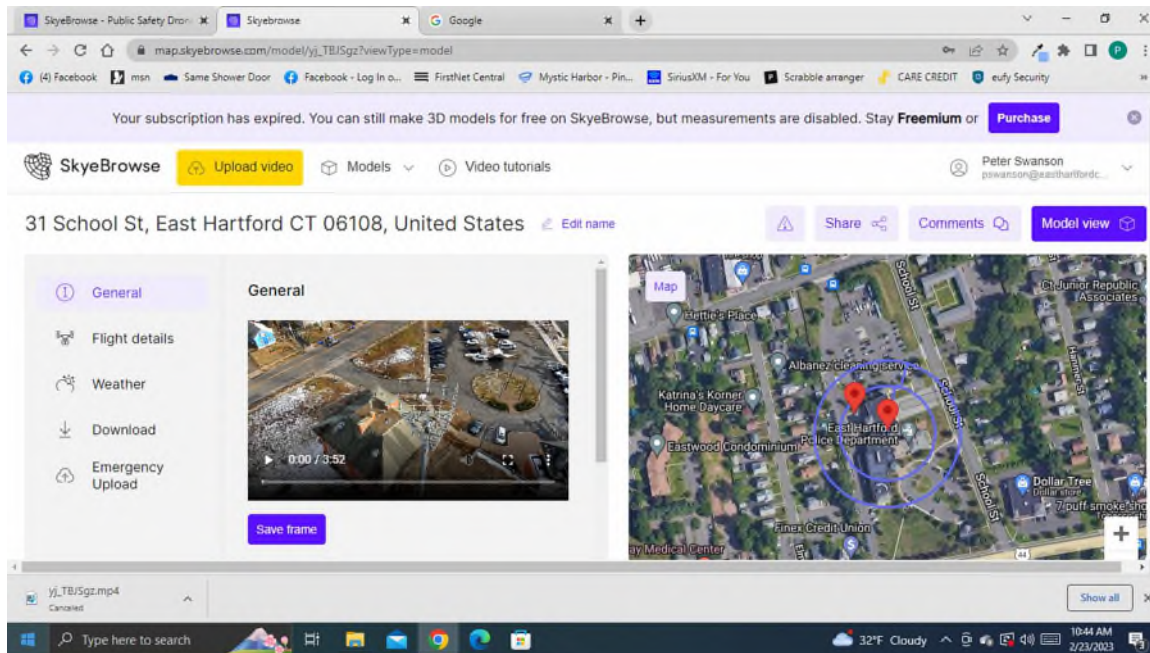 SkyeBrowse - Public Safety Dron
Skyebrowse
Google
map.skyebrowse.com/model/yj_TBJSgz?viewType=model
(4) Facebook
msn
Same Shower Door
Facebook - Log In o...
FirstNet Central
Mystic Harbor - Pin...
SiriusXM - For You
Scrabble arranger
CARE CREDIT
eufy Security
Your subscription has expired. You can still make 3D models for free on SkyeBrowse, but measurements are disabled. Stay Freemium or
Purchase
SkyeBrowse
Upload video
Models
Video tutorials
Peter Swanson
pswanson@easthartfordc...
31 School St, East Hartford CT 06108, United States
Edit name
Share
Comments
Model view
General
Flight details
Weather
Download
Emergency
Upload
General
0:00 / 3:52
Save frame
Map
School St
Ct Junior Republic
Associates
Hettie's Place
Hanmer St
Albanez cleaning service
Katrina's Korner
Home Daycare
School St
East Hartford
Police Department
Eastwood Condominium
School St
Dollar Tree
Dollar store
7 puff smoke sho
Finex Credit Union
ay Medical Center
44
yj_TBJSgz.mp4
Canceled
Show all
Type here to search
32°F Cloudy
10:44 AM
2/23/2023